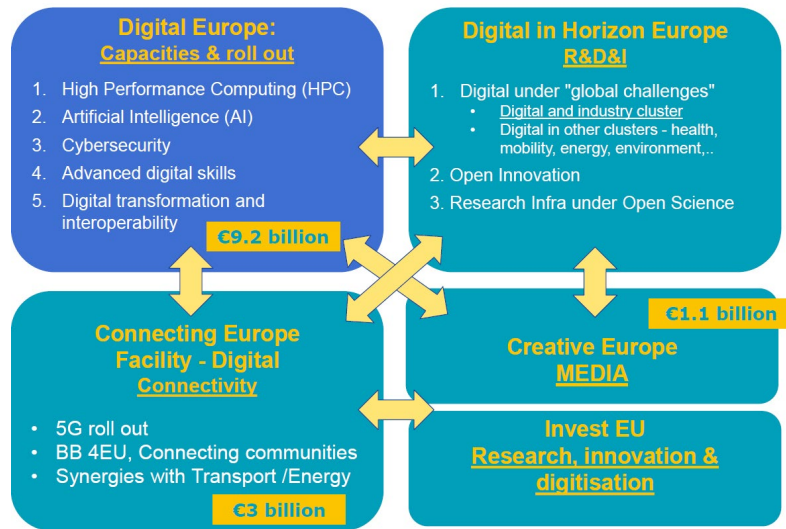 Digital Europe:
Capacities & roll out
1. High Performance Computing (HPC)
2. Artificial Intelligence (AI)
3. Cybersecurity
4. Advanced digital skills
5. Digital transformation and
interoperability
€9.2 billion
Digital in Horizon Europe
R&D&I
1. Digital under "global challenges"
• Digital and industry cluster
• Digital in other clusters - health,
mobility, energy, environment,..
2. Open Innovation
3. Research Infra under Open Science
Connecting Europe
Facility - Digital
Connectivity
• 5G roll out
• BB 4EU, Connecting communities
• Synergies with Transport /Energy
€3 billion
€1.1 billion
Creative Europe
MEDIA
Invest EU
Research, innovation &
digitisation